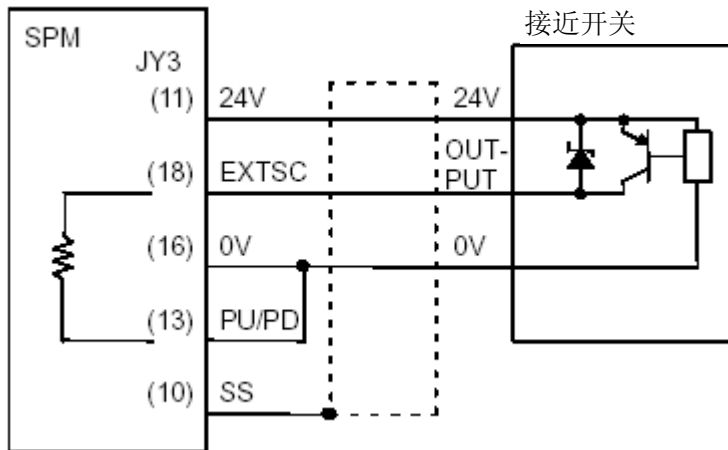 接近开关
SPM
JY3
(11) 24V 24V
(18) EXTSC OUT-
PUT
(16) 0V 0V
(13) PU/PD
(10) SS